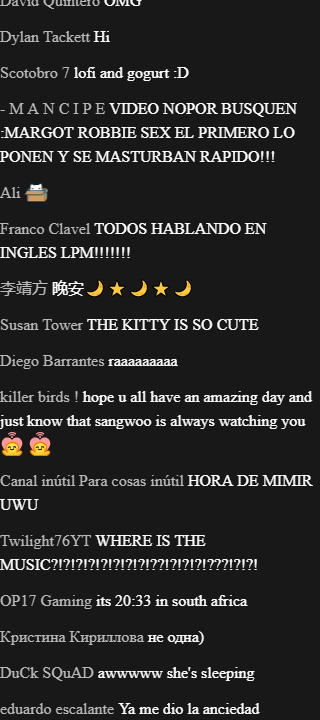 David Quintero OMG
Dylan Tackett Hi
Scotobro 7 lofi and gogurt :D
- M A N C I P E VIDEO NOPOR BUSQUEN
:MARGOT ROBBIE SEX EL PRIMERO LO
PONEN Y SE MASTURBAN RAPIDO!!!
Ali
Franco Clavel TODOS HABLANDO EN
INGLES LPM!!!!!!!
李靖方 晚安🌙 ★ 🌙 ★ 🌙
Susan Tower THE KITTY IS SO CUTE
Diego Barrantes raaaaaaaaa
killer birds ! hope u all have an amazing day and
just know that sangwoo is always watching you
Canal inútil Para cosas inútil HORA DE MIMIR
UWU
Twilight76YT WHERE IS THE
MUSIC?!?!?!?!?!?!?!?!??!?!?!?!???!?!?!
OP17 Gaming its 20:33 in south africa
Кристина Кириллова не одна)
DuCk SQuAD awwwww she's sleeping
eduardo escalante Ya me dio la anciedad